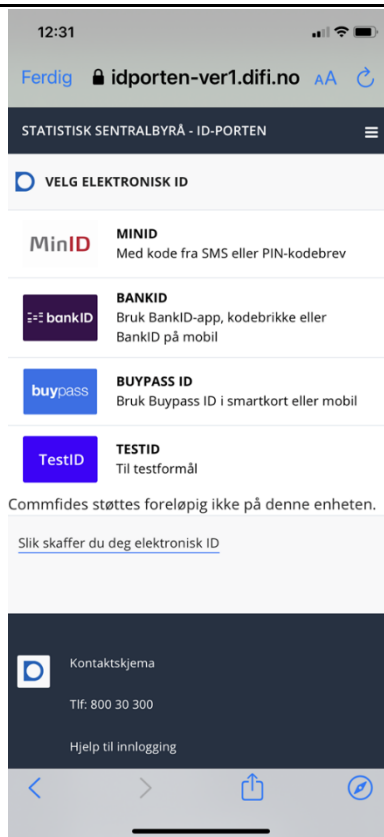 12:31
Ferdig idporten-ver1.difi.no AA
STATISTISK SENTRALBYRÅ - ID-PORTEN
VELG ELEKTRONISK ID
MinID
MINID
Med kode fra SMS eller PIN-kodebrev
bankID
BANKID
Bruk BankID-app, kodebrikke eller
BankID på mobil
buypass
BUYPASS ID
Bruk Buypass ID i smartkort eller mobil
TestID
TESTID
Til testformål
Commfides støttes foreløpig ikke på denne enheten.
Slik skaffer du deg elektronisk ID
Kontaktskjema
Tlf: 800 30 300
Hjelp til innlogging